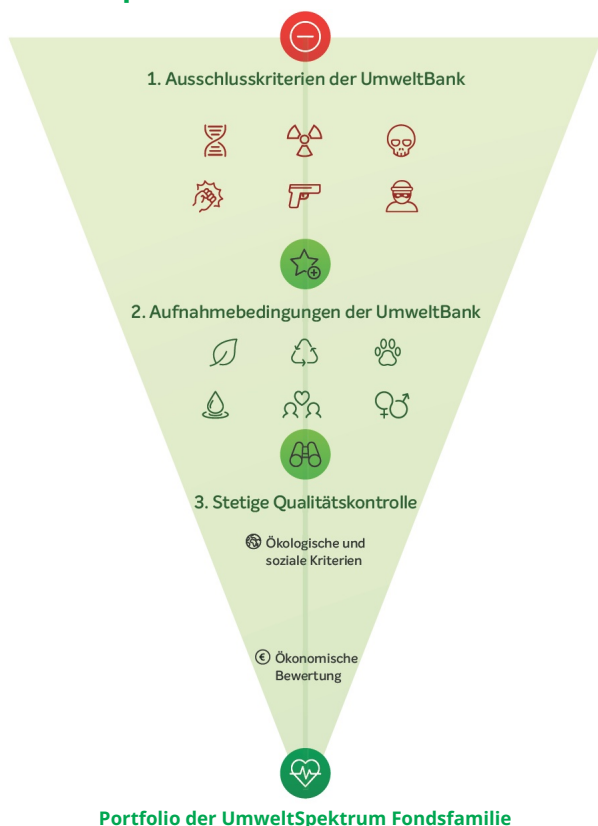 1. Ausschlusskriterien der UmweltBank
2. Aufnahmebedingungen der UmweltBank
3. Stetige Qualitätskontrolle
Ökologische und
soziale Kriterien
€ Ökonomische
Bewertung
Portfolio der UmweltSpektrum Fondsfamilie